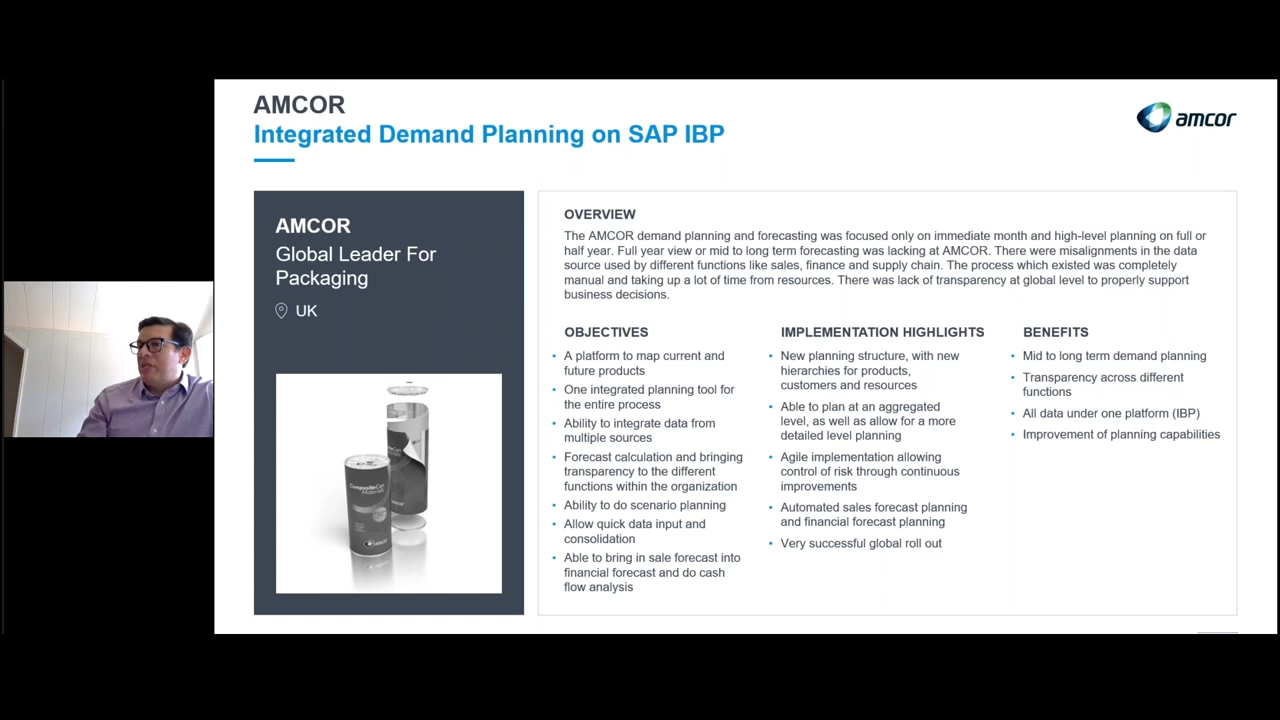 AMCOR
Integrated Demand Planning on SAP IBP
amcor
AMCOR
Global Leader For
Packaging
UK
OVERVIEW
The AMCOR demand planning and forecasting was focused only on immediate month and high-level planning on full or
half year. Full year view or mid to long term forecasting was lacking at AMCOR. There were misalignments in the data
source used by different functions like sales, finance and supply chain. The process which existed was completely
manual and taking up a lot of time from resources. There was lack of transparency at global level to properly support
business decisions.
OBJECTIVES
• A platform to map current and
future products
• One integrated planning tool for
the entire process
• Ability to integrate data from
multiple sources
• Forecast calculation and bringing
transparency to the different
functions within the organization
• Ability to do scenario planning
• Allow quick data input and
consolidation
• Able to bring in sale forecast into
financial forecast and do cash
flow analysis
IMPLEMENTATION HIGHLIGHTS
• New planning structure, with new
hierarchies for products,
customers and resources
• Able to plan at an aggregated
level, as well as allow for a more
detailed level planning
• Agile implementation allowing
control of risk through continuous
improvements
• Automated sales forecast planning
and financial forecast planning
• Very successful global roll out
BENEFITS
• Mid to long term demand planning
• Transparency across different
functions
• All data under one platform (IBP)
• Improvement of planning capabilities
CompositeCan
Materials
amcor